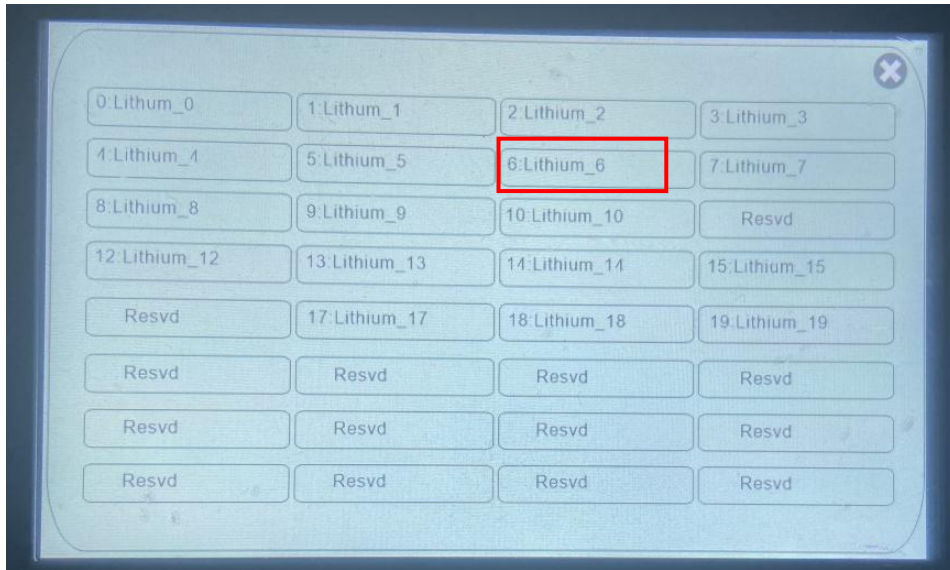 0:Lithum_0
1:Lithum_1
2:Lithium_2
3:Lithium_3
4:Lithium_4
5:Lithium_5
6:Lithium_6
7:Lithium_7
8:Lithium_8
9:Lithium_9
10:Lithium_10
Resvd
12:Lithium_12
13:Lithium_13
14:Lithium_14
15:Lithium_15
Resvd
17:Lithium_17
18:Lithium_18
19:Lithium_19
Resvd
Resvd
Resvd
Resvd
Resvd
Resvd
Resvd
Resvd
Resvd
Resvd
Resvd
Resvd